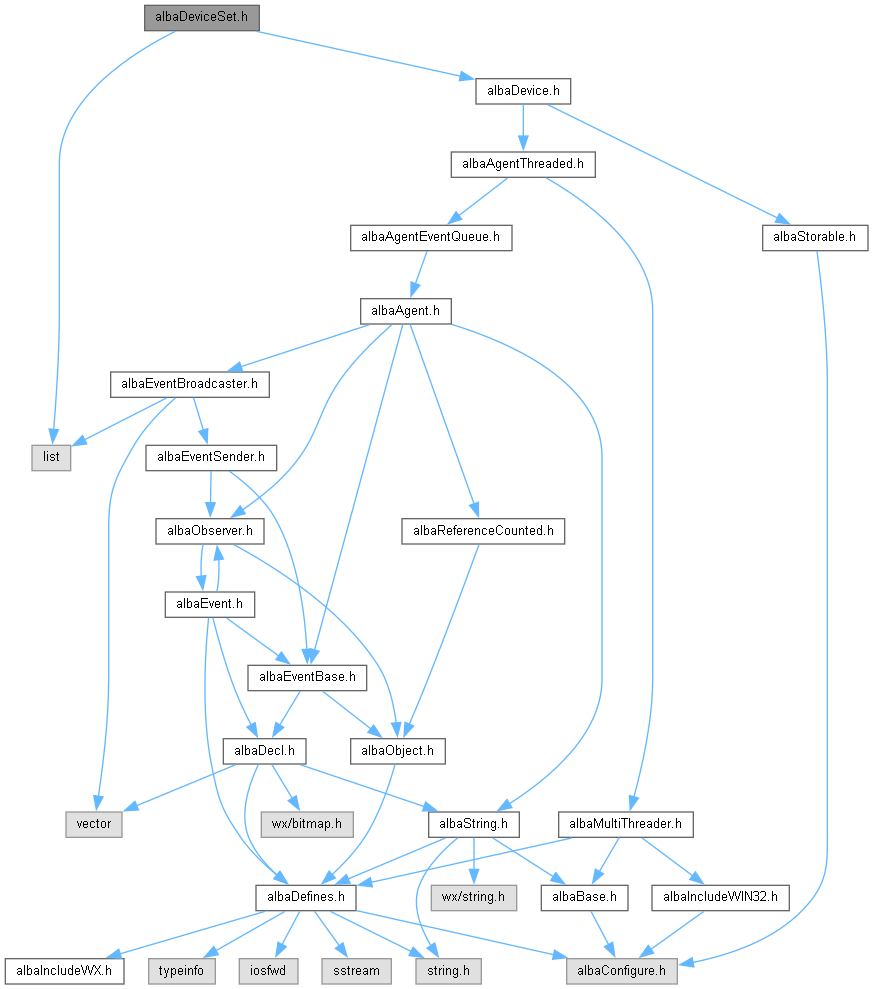 albaDeviceSet.h
albaDevice.h
albaAgentThreaded.h
albaAgentEventQueue.h
albaStorable.h
albaAgent.h
albaEventBroadcaster.h
list
albaEventSender.h
albaObserver.h
albaReferenceCounted.h
albaEvent.h
albaEventBase.h
albaDecl.h
albaObject.h
vector
wx/bitmap.h
albaString.h
albaMultiThreader.h
albaDefines.h
wx/string.h
albaBase.h
albaIncludeWIN32.h
albaIncludeWX.h
typeinfo
iosfwd
sstream
string.h
albaConfigure.h